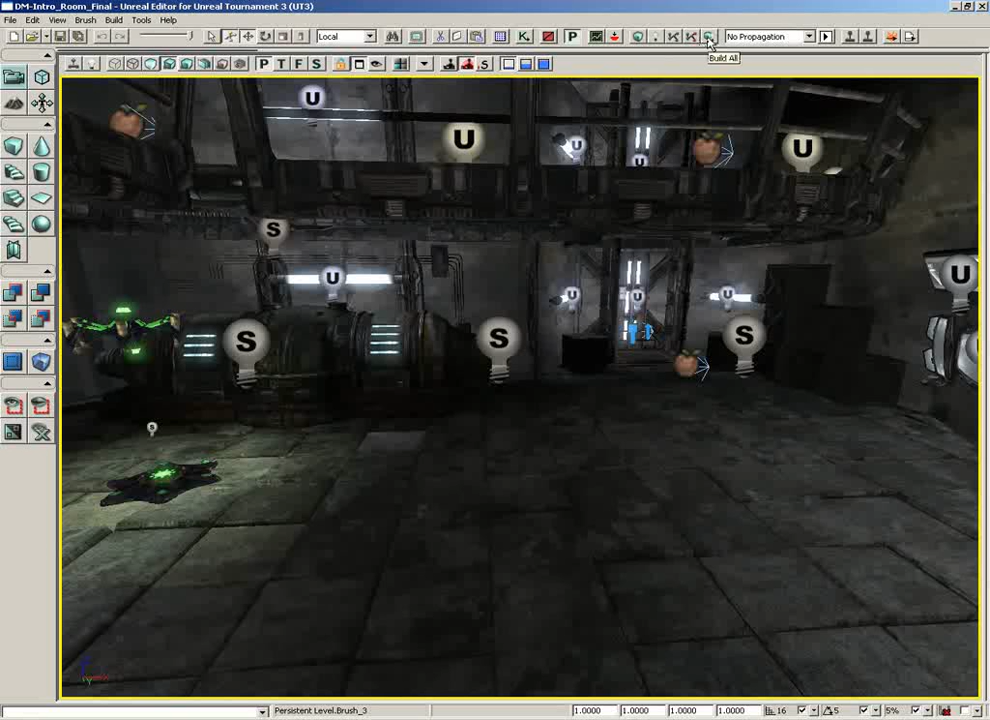 DM-Intro_Room_Final - Unreal Editor for Unreal Tournament 3 (UT3)
File Edit View Brush Build Tools Help
Local
K
P
No Propagation
Build All
P T F S
S
U
U
U
U
U
S
U
U
U
U
U
S
S
S
S
Persistent Level.Brush_3
1.0000 1.0000 1.0000 1.0000 16 5 5%